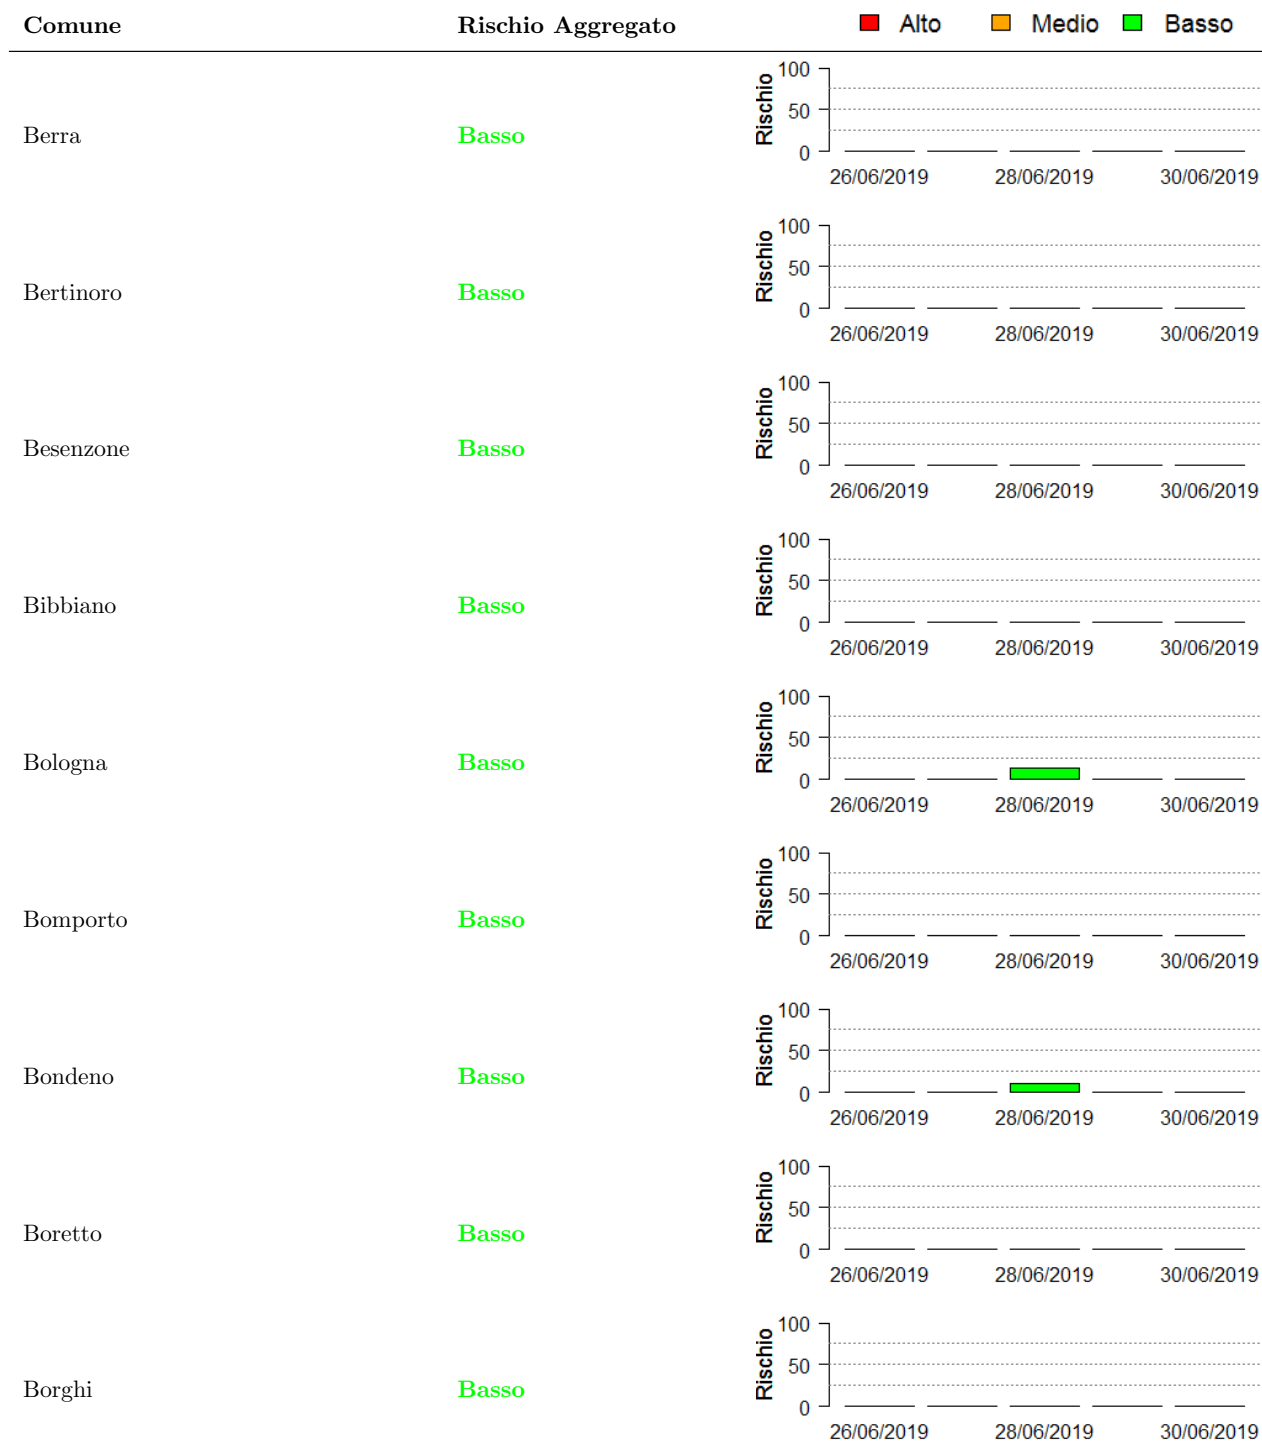 Comune Rischio Aggregato Alto Medio Basso
Berra Basso Rischio 100 50 0
26/06/2019 28/06/2019 30/06/2019
Bertinoro Basso Rischio 100 50 0
26/06/2019 28/06/2019 30/06/2019
Besenzone Basso Rischio 100 50 0
26/06/2019 28/06/2019 30/06/2019
Bibbiano Basso Rischio 100 50 0
26/06/2019 28/06/2019 30/06/2019
Bologna Basso Rischio 100 50 0
26/06/2019 28/06/2019 30/06/2019
Bomporto Basso Rischio 100 50 0
26/06/2019 28/06/2019 30/06/2019
Bondeno Basso Rischio 100 50 0
26/06/2019 28/06/2019 30/06/2019
Boretto Basso Rischio 100 50 0
26/06/2019 28/06/2019 30/06/2019
Borghi Basso Rischio 100 50 0
26/06/2019 28/06/2019 30/06/2019